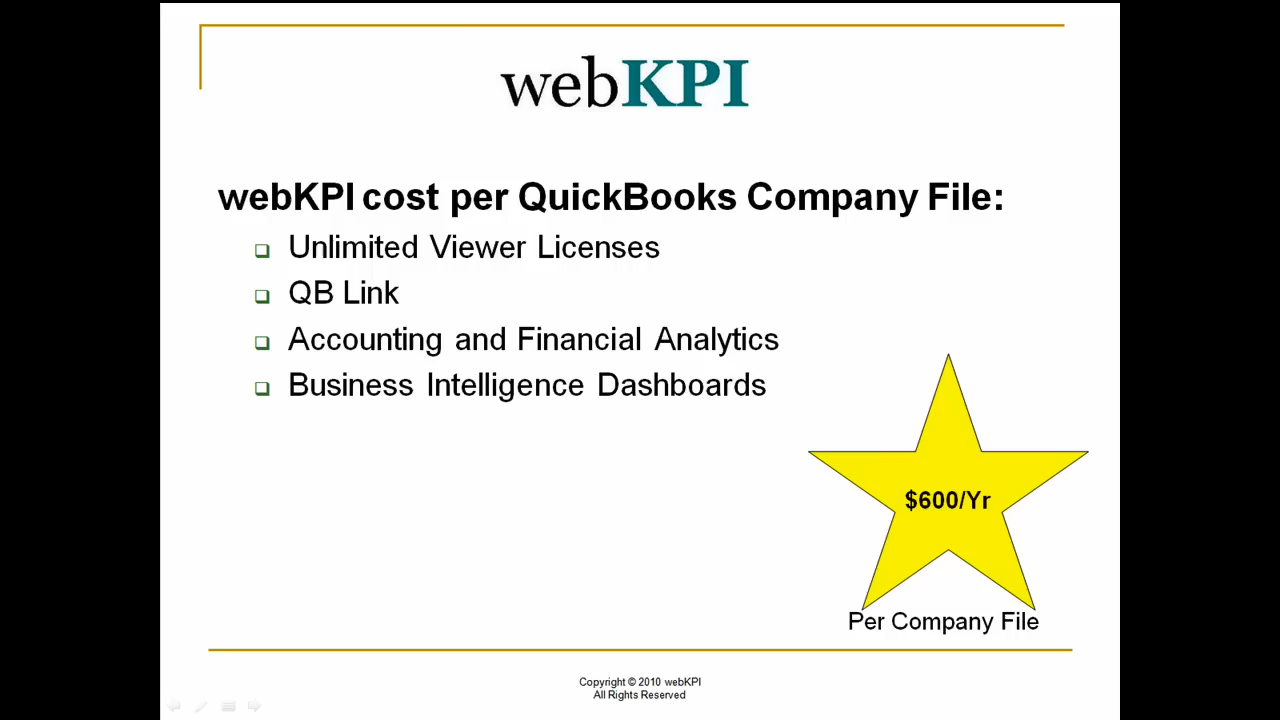 webKPI
webKPI cost per QuickBooks Company File:
Unlimited Viewer Licenses
QB Link
Accounting and Financial Analytics
Business Intelligence Dashboards
$600/Yr
Per Company File
Copyright © 2010 webKPI
All Rights Reserved